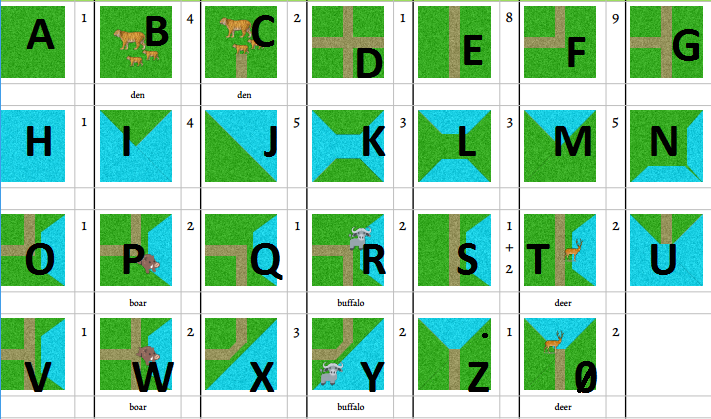 A 1 B 4 C 2 D 1 E 8 F 9 G
den den
H 1 I 4 J 5 K 3 L 3 M 5 N
O 1 P 2 Q 1 R 2 S 1 + 2 T 2 U
boar buffalo deer
V 1 W 2 X 3 Y 2 Z 1 0 2
boar buffalo deer